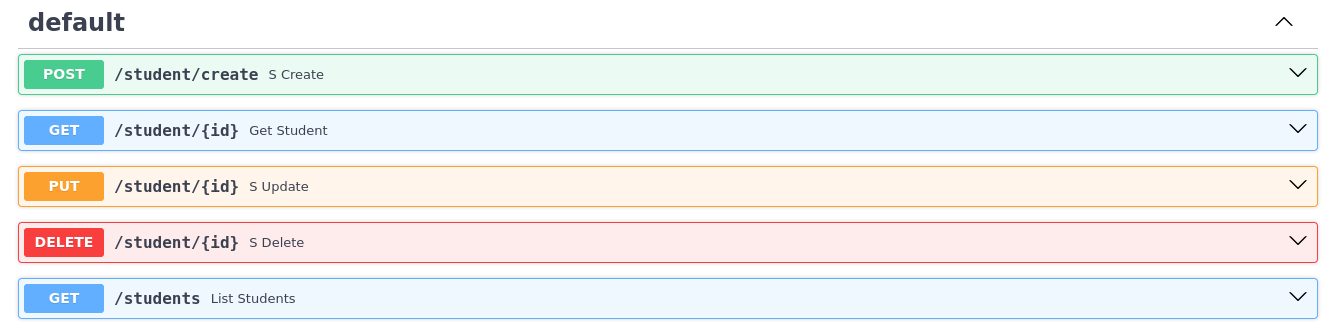 default
POST /student/create S Create
GET /student/{id} Get Student
PUT /student/{id} S Update
DELETE /student/{id} S Delete
GET /students List Students